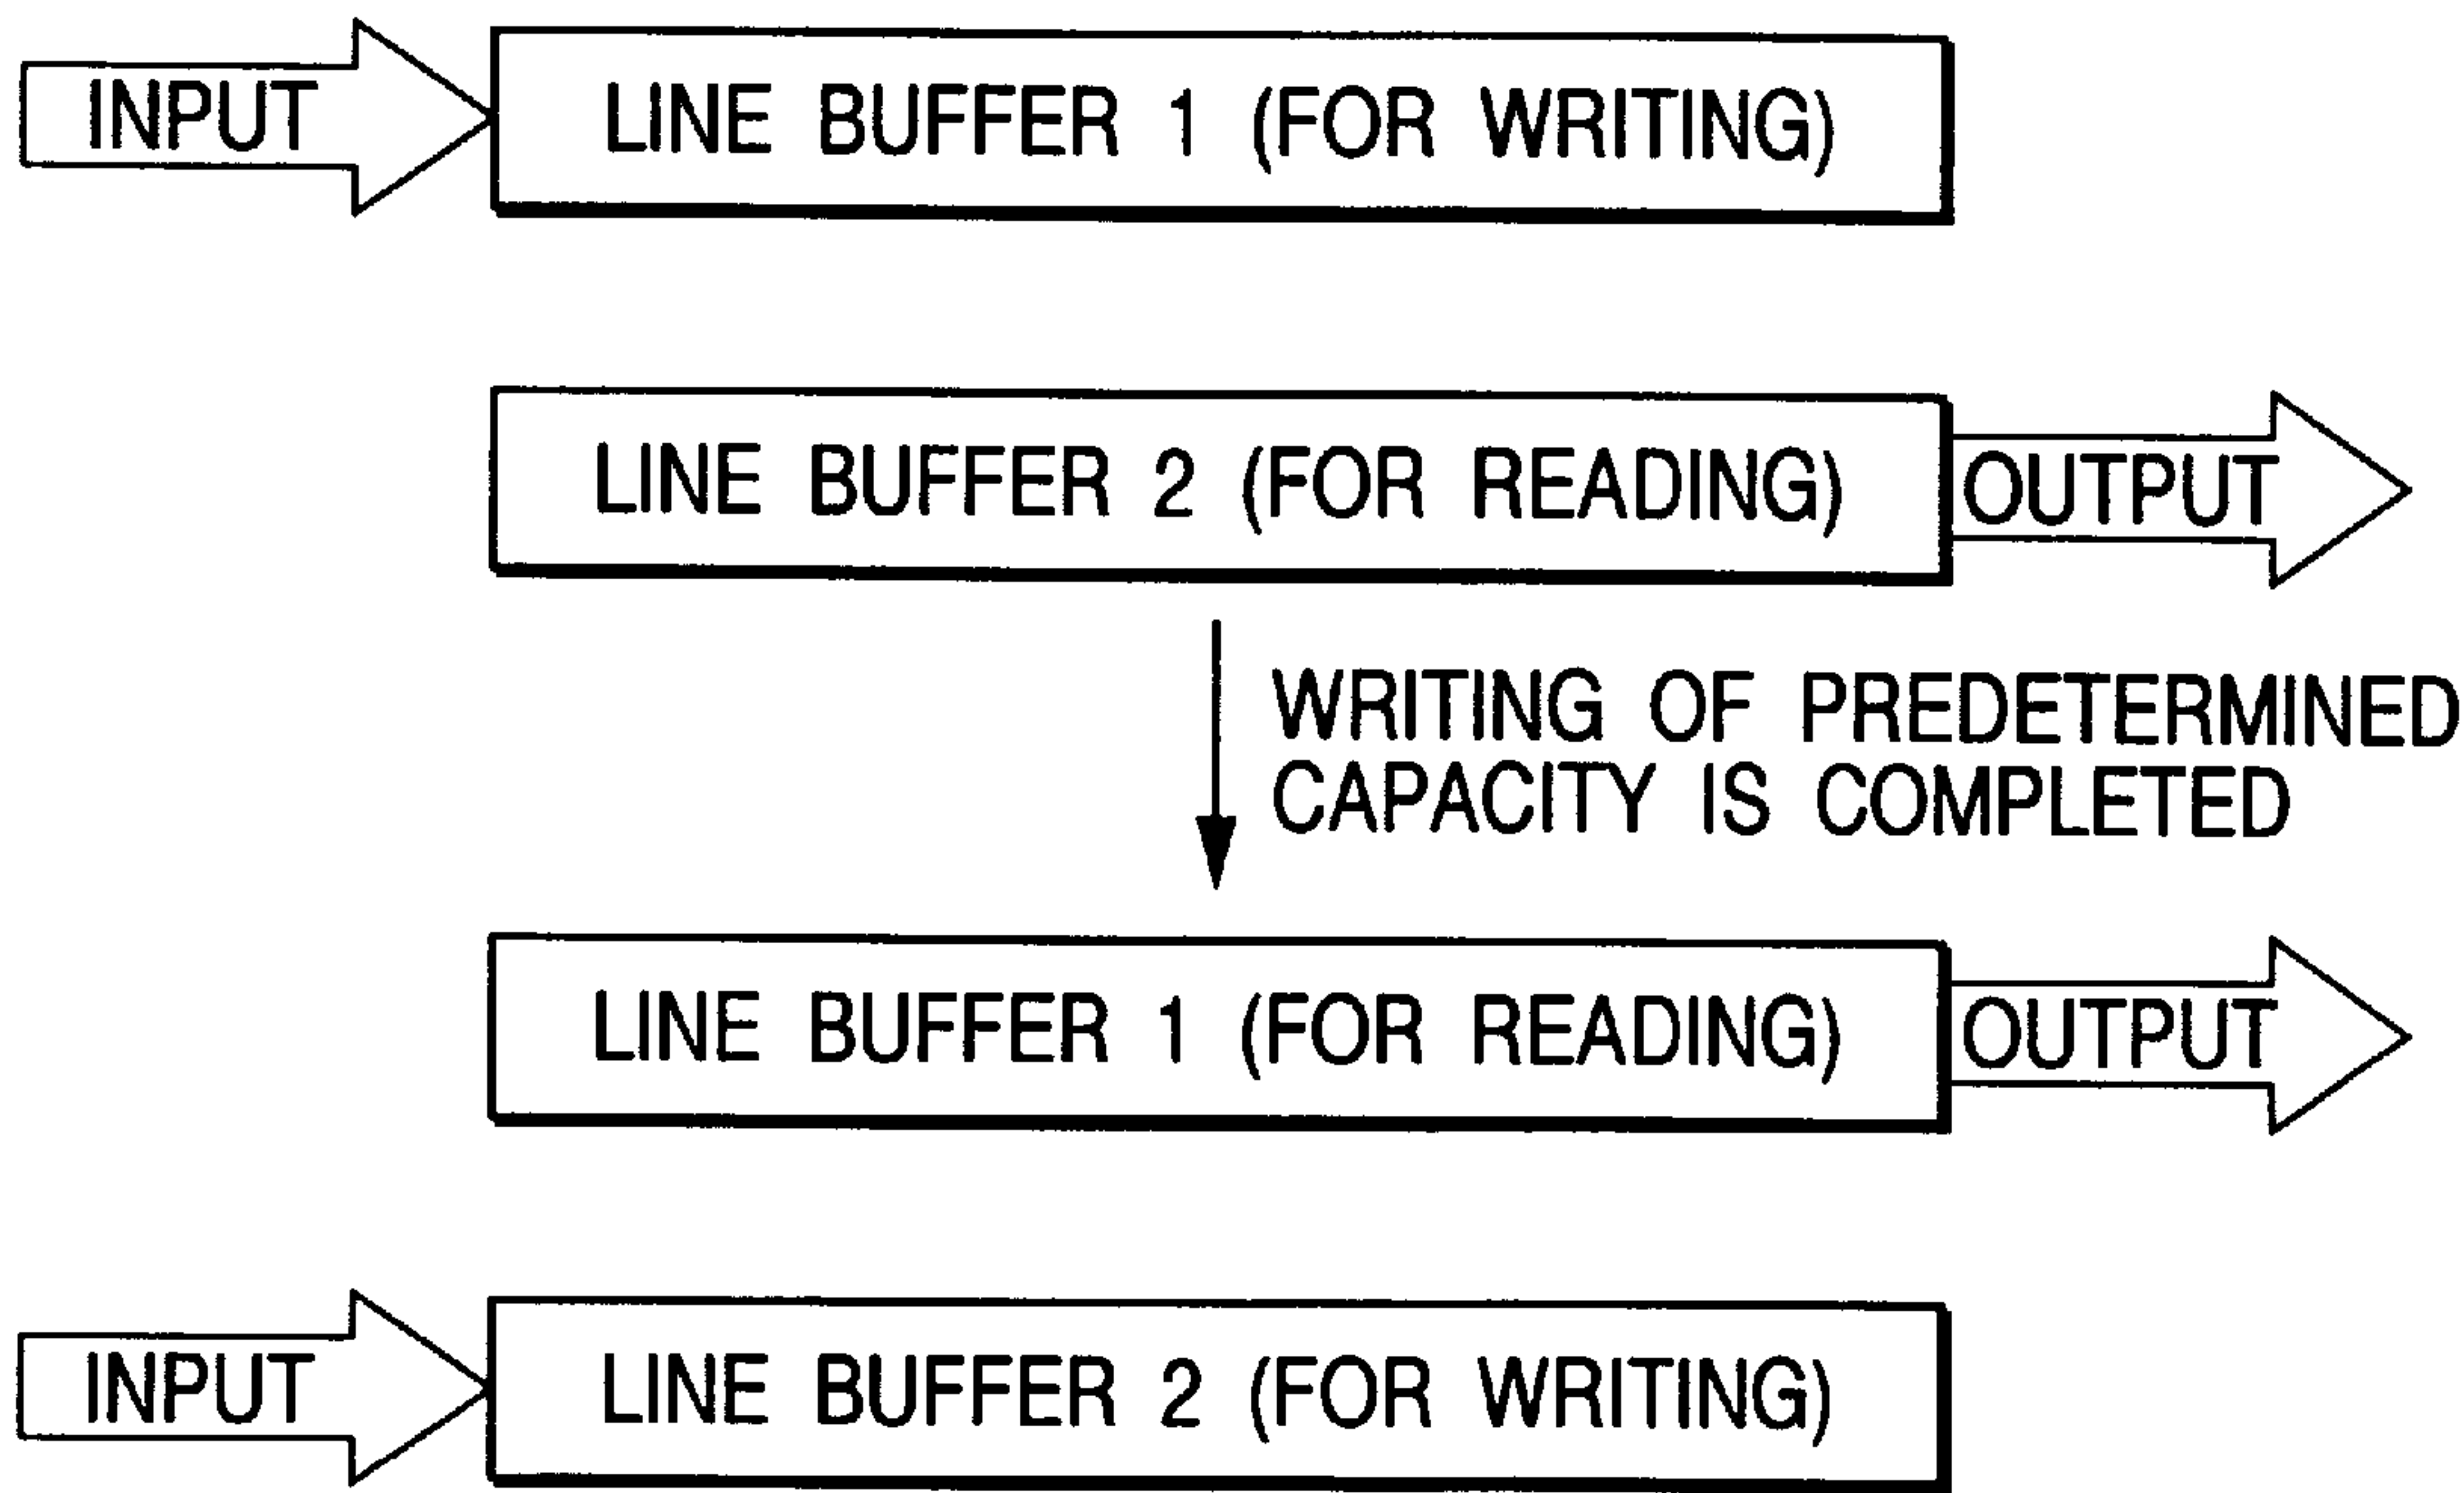 INPUT
LINE BUFFER 1 (FOR WRITING)
LINE BUFFER 2 (FOR READING)
OUTPUT
WRITING OF PREDETERMINED
CAPACITY IS COMPLETED
LINE BUFFER 1 (FOR READING)
OUTPUT
INPUT
LINE BUFFER 2 (FOR WRITING)